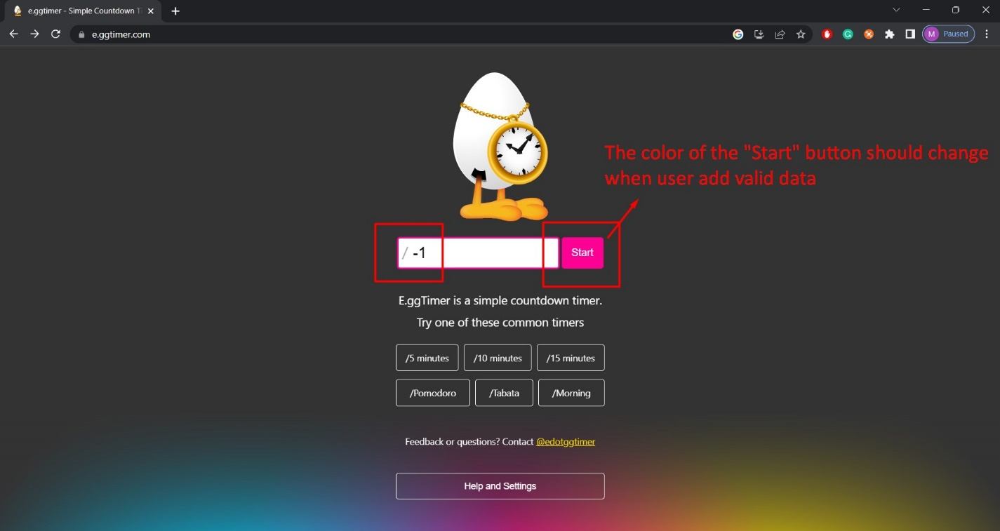 e.ggtimer - Simple Countdown Ti
e.ggtimer.com
M Paused
The color of the "Start" button should change
when user add valid data
/ -1
Start
E.ggTimer is a simple countdown timer.
Try one of these common timers
/5 minutes /10 minutes /15 minutes
/Pomodoro /Tabata /Morning
Feedback or questions? Contact @edotggtimer
Help and Settings